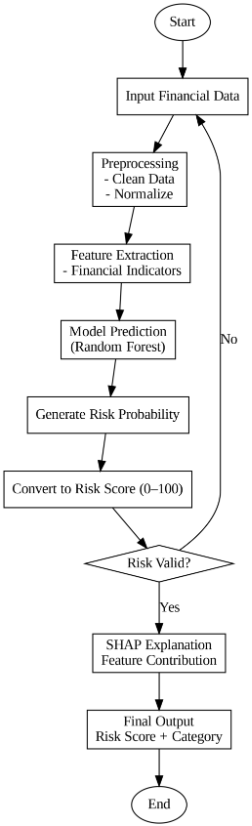 Start
Input Financial Data
Preprocessing
- Clean Data
- Normalize
Feature Extraction
- Financial Indicators
Model Prediction
(Random Forest)
No
Generate Risk Probability
Convert to Risk Score (0–100)
Risk Valid?
Yes
SHAP Explanation
Feature Contribution
Final Output
Risk Score + Category
End